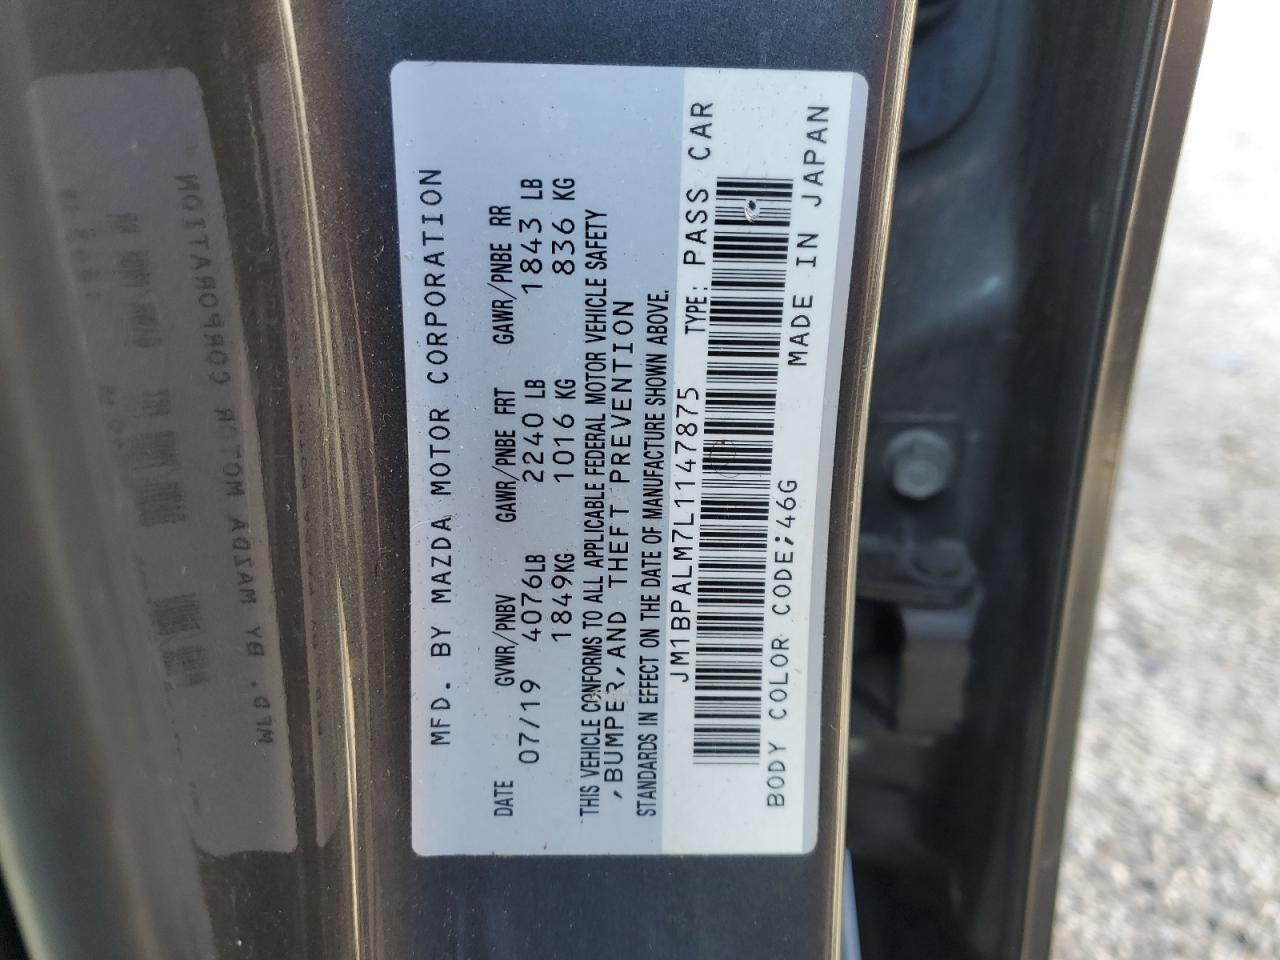 MFD. BY MAZDA MOTOR CORPORATION
DATE GVWR/PNBV GAWR/PNBE FRT GAWR/PNBE RR
07/19 4076LB 2240 LB 1843 LB
1849KG 1016 KG 836 KG
THIS VEHICLE CONFORMS TO ALL APPLICABLE FEDERAL MOTOR VEHICLE SAFETY
,BUMPER,AND THEFT PREVENTION
STANDARDS IN EFFECT ON THE DATE OF MANUFACTURE SHOWN ABOVE.
JM1BPALM7L1147875 TYPE: PASS CAR
BODY COLOR CODE;46G MADE IN JAPAN